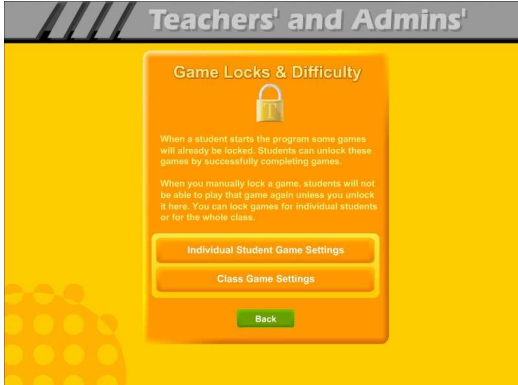 Teachers' and Admins'
Game Locks & Difficulty
T
When a student starts the program some games
will already be locked. Students can unlock these
games by successfully completing games.
When you manually lock a game, students will not
be able to play that game again unless you unlock
it here. You can lock games for individual students
or for the whole class.
Individual Student Game Settings
Class Game Settings
Back